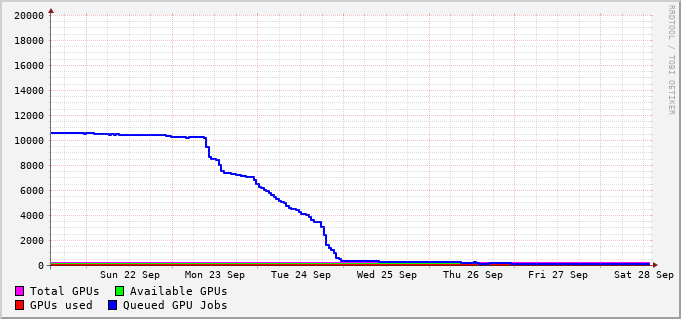 RRDTOOL / TOBI OETIKER
20000
18000
16000
14000
12000
10000
8000
6000
4000
2000
0
Sun 22 Sep Mon 23 Sep Tue 24 Sep Wed 25 Sep Thu 26 Sep Fri 27 Sep Sat 28 Sep
Total GPUs Available GPUs
GPUs used Queued GPU Jobs